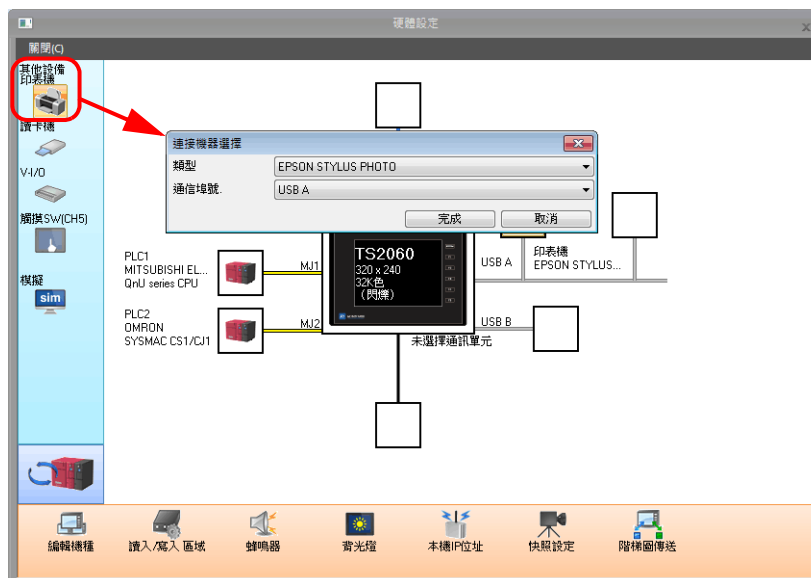 硬體設定
關閉(C)
其他設備
印表機
讀卡機
V-I/O
觸摸SW(CH5)
模擬
sim
連接機器選擇
類型
EPSON STYLUS PHOTO
通信埠號.
USB A
完成
取消
PLC1
MITSUBISHI EL...
QnU series CPU
MJ1
TS2060
320 x 240
32K色
(閃爍)
USB A
印表機
EPSON STYLUS...
PLC2
OMRON
SYSMAC CS1/CJ1
MJ2
USB B
未選擇通訊單元
編輯機種
讀入/寫入 區域
蜂鳴器
背光燈
本機IP位址
快照設定
階梯圖傳送